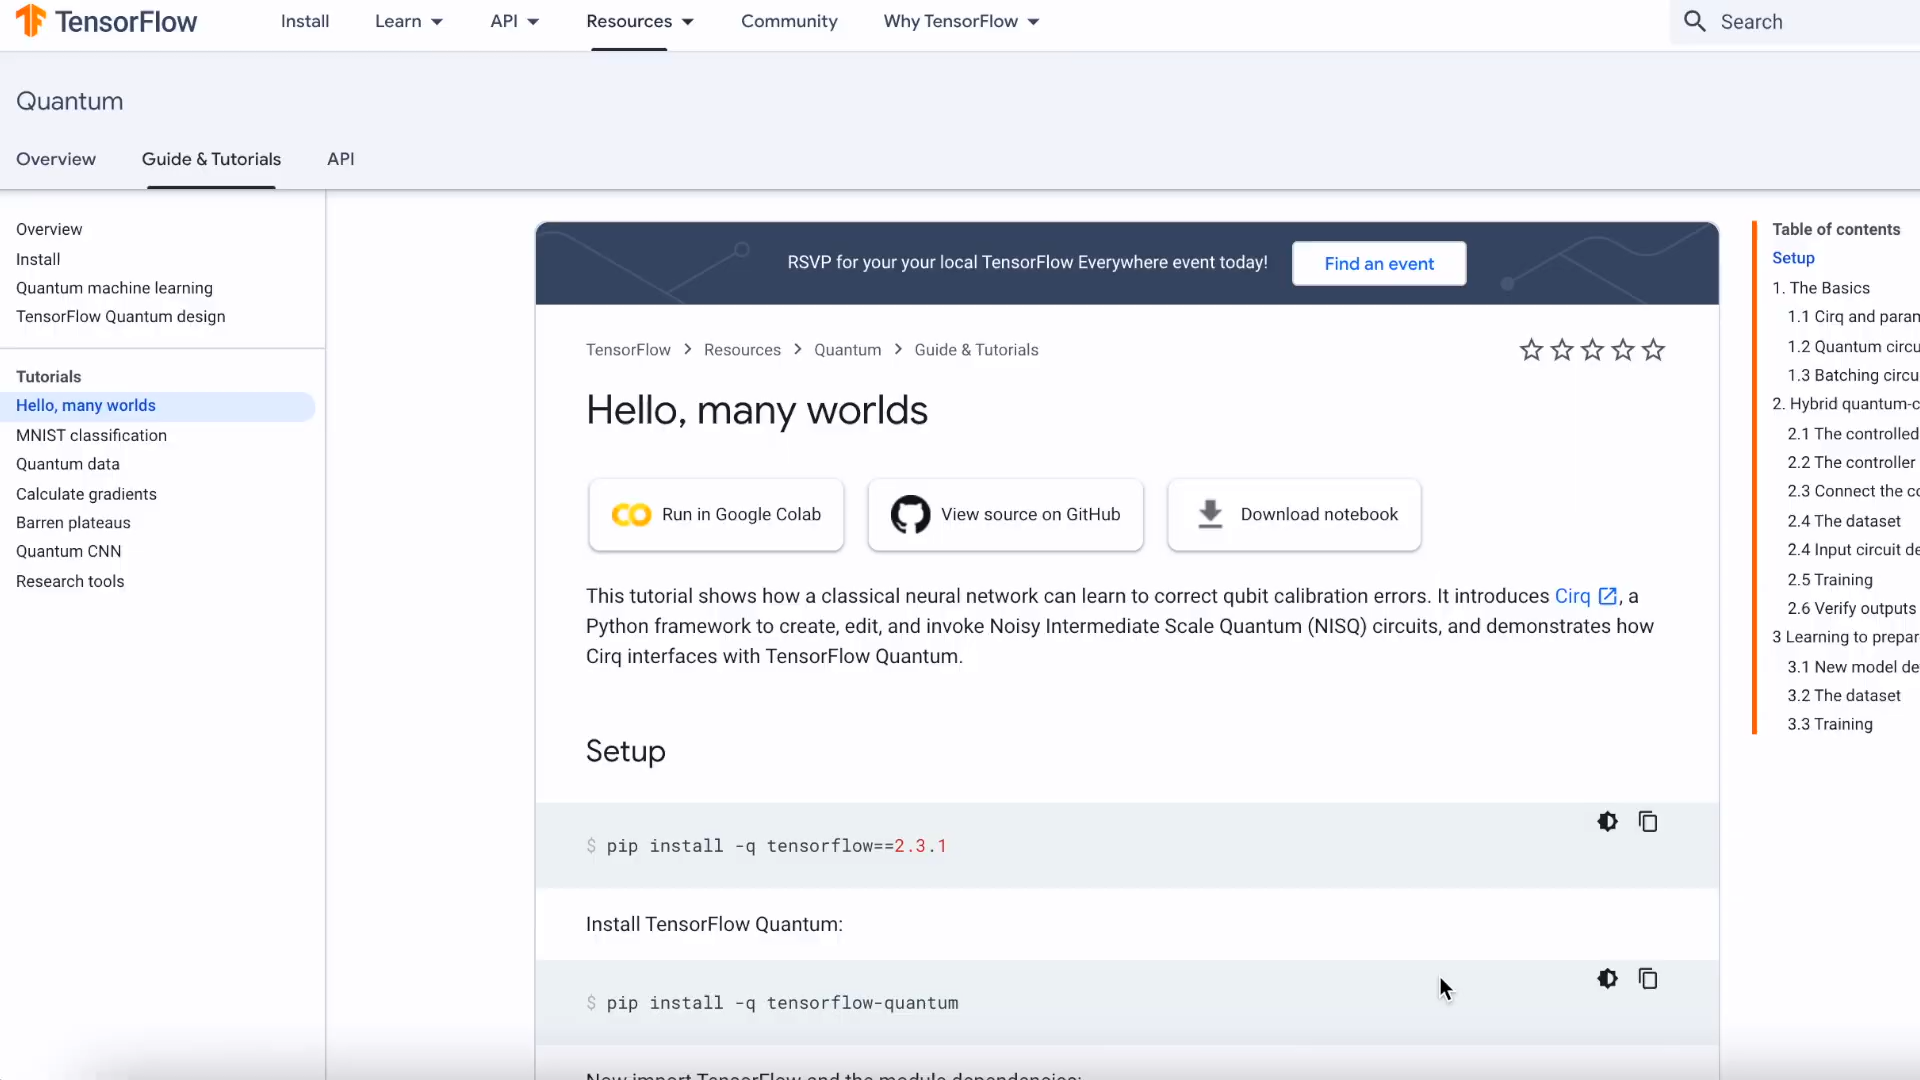 TensorFlow
Install
Learn
API
Resources
Community
Why TensorFlow
Search
Quantum
Overview
Guide & Tutorials
API
Overview
Install
Quantum machine learning
TensorFlow Quantum design
Tutorials
Hello, many worlds
MNIST classification
Quantum data
Calculate gradients
Barren plateaus
Quantum CNN
Research tools
RSVP for your your local TensorFlow Everywhere event today!
Find an event
TensorFlow > Resources > Quantum > Guide & Tutorials
Hello, many worlds
Run in Google Colab
View source on GitHub
Download notebook
This tutorial shows how a classical neural network can learn to correct qubit calibration errors. It introduces Cirq, a
Python framework to create, edit, and invoke Noisy Intermediate Scale Quantum (NISQ) circuits, and demonstrates how
Cirq interfaces with TensorFlow Quantum.
Setup
$ pip install -q tensorflow==2.3.1
Install TensorFlow Quantum:
$ pip install -q tensorflow-quantum
Now import TensorFlow and the module dependencies:
Table of contents
Setup
1. The Basics
1.1 Cirq and param
1.2 Quantum circu
1.3 Batching circu
2. Hybrid quantum-c
2.1 The controlled
2.2 The controller
2.3 Connect the co
2.4 The dataset
2.4 Input circuit de
2.5 Training
2.6 Verify outputs
3 Learning to prepar
3.1 New model de
3.2 The dataset
3.3 Training